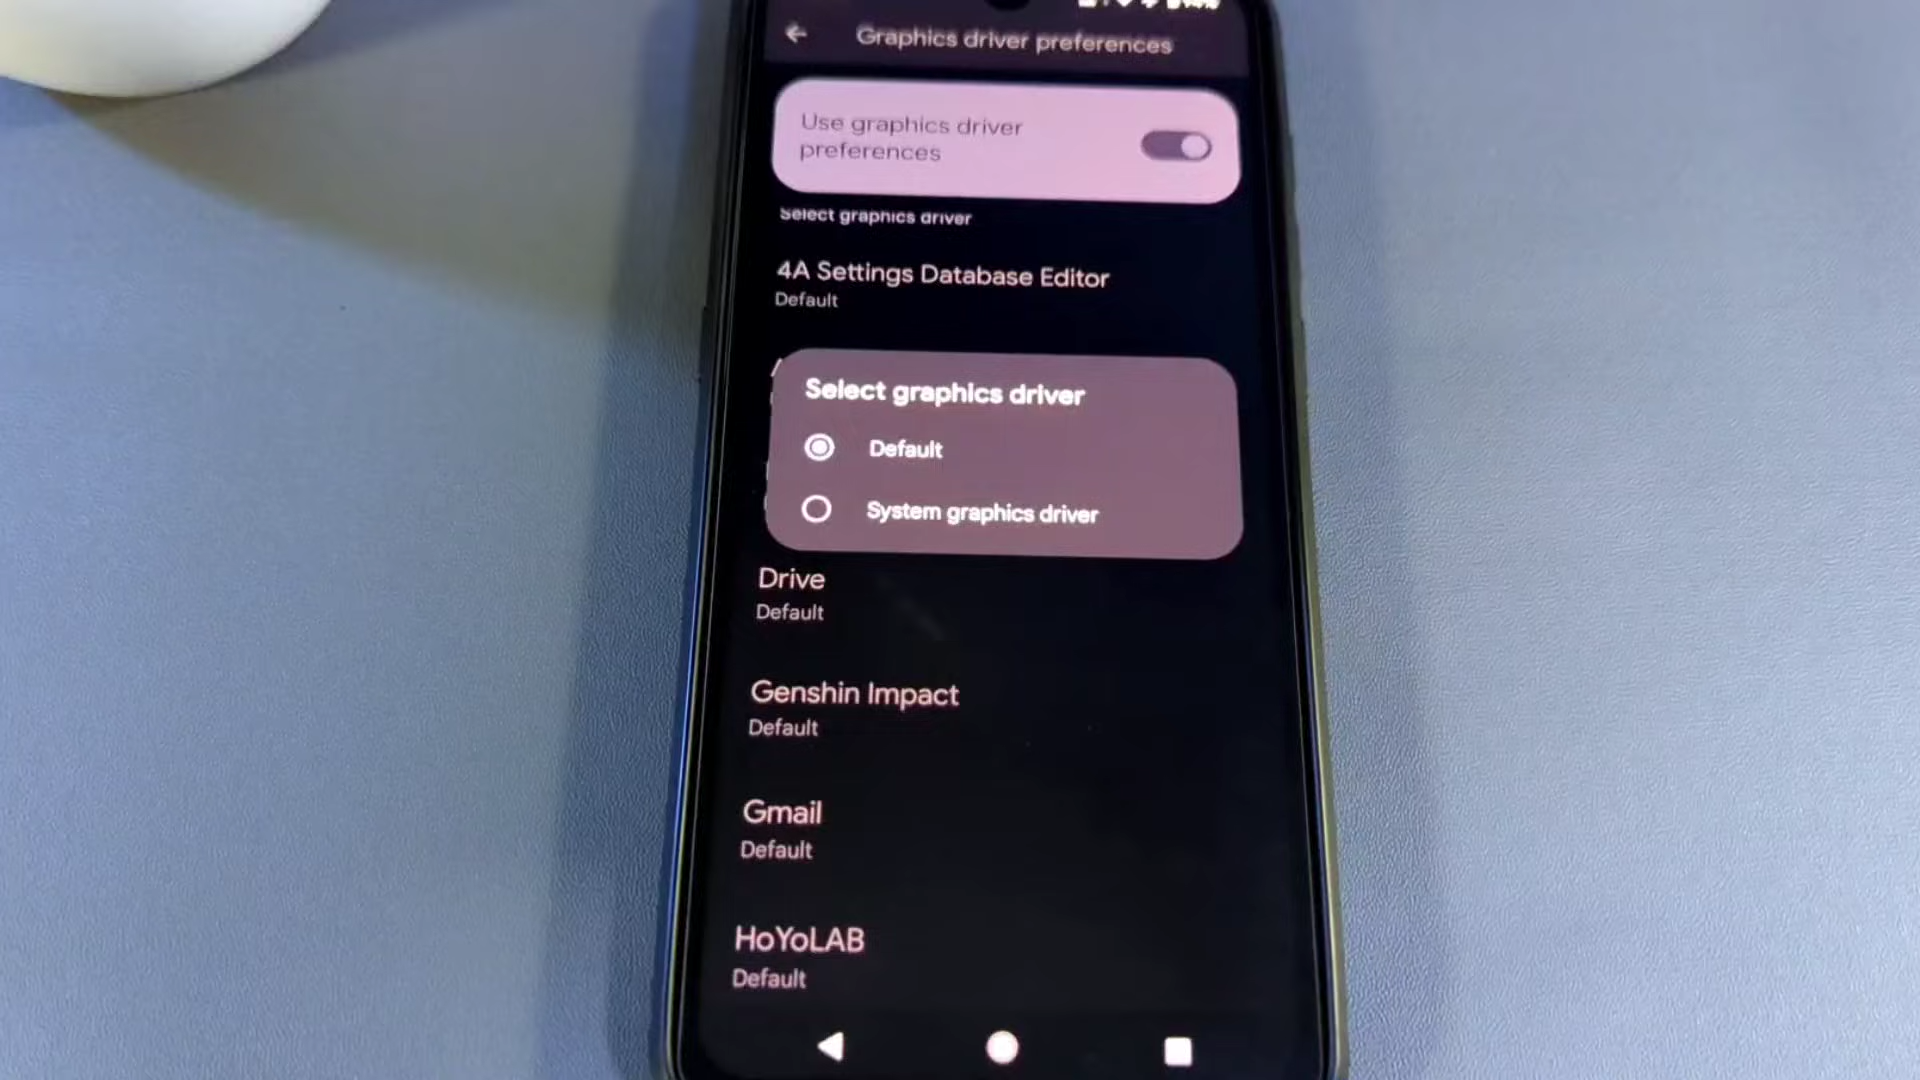 Graphics driver preferences
Use graphics driver
preferences
Select graphics driver
4A Settings Database Editor
Default
Select graphics driver
Default
System graphics driver
Drive
Default
Genshin Impact
Default
Gmail
Default
HoYoLAB
Default